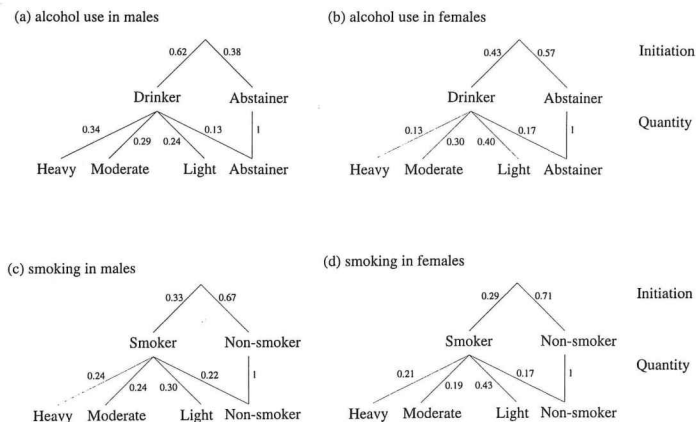 (a) alcohol use in males
(b) alcohol use in females
0.62 0.38 0.43 0.57 Initiation
Drinker Abstainer Drinker Abstainer
0.34 0.29 0.24 0.13 1 0.13 0.30 0.40 0.17 1 Quantity
Heavy Moderate Light Abstainer Heavy Moderate Light Abstainer
(c) smoking in males
(d) smoking in females
0.33 0.67 0.29 0.71 Initiation
Smoker Non-smoker Smoker Non-smoker
0.24 0.24 0.30 0.22 1 0.21 0.19 0.43 0.17 1 Quantity
Heavy Moderate Light Non-smoker Heavy Moderate Light Non-smoker